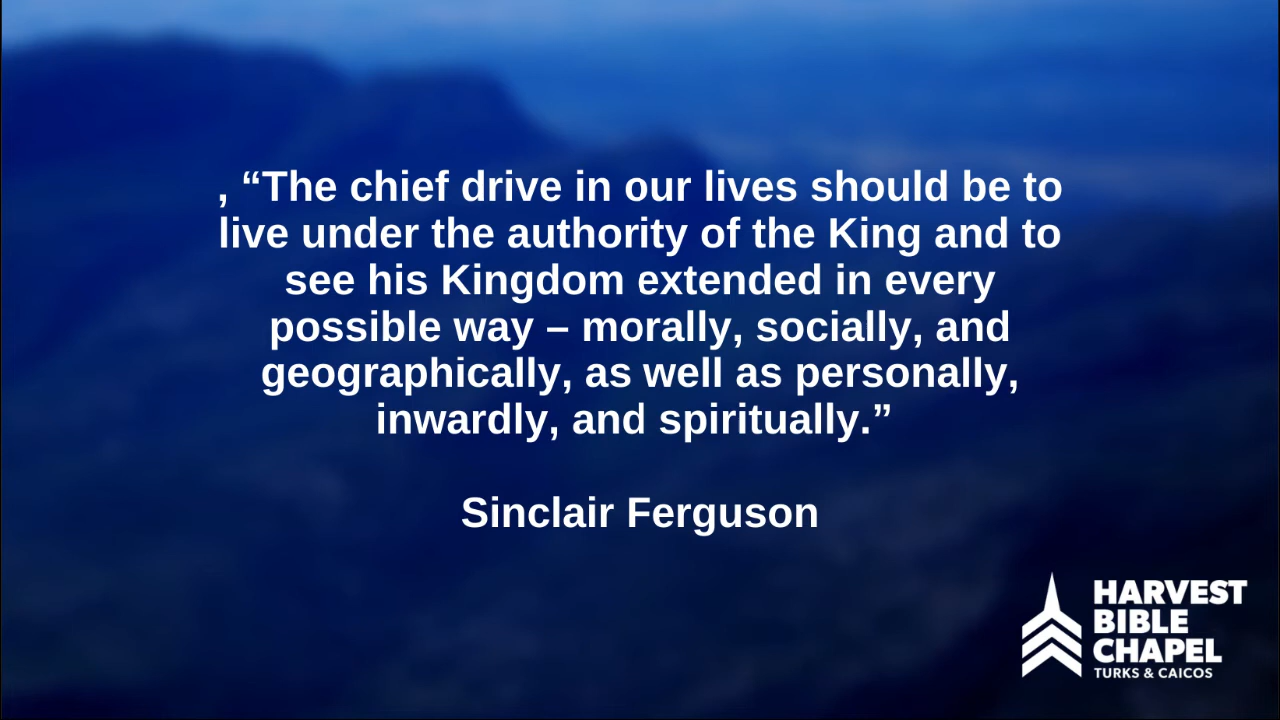 , “The chief drive in our lives should be to
live under the authority of the King and to
see his Kingdom extended in every
possible way – morally, socially, and
geographically, as well as personally,
inwardly, and spiritually.”
Sinclair Ferguson
HARVEST
BIBLE
CHAPEL
TURKS & CAICOS